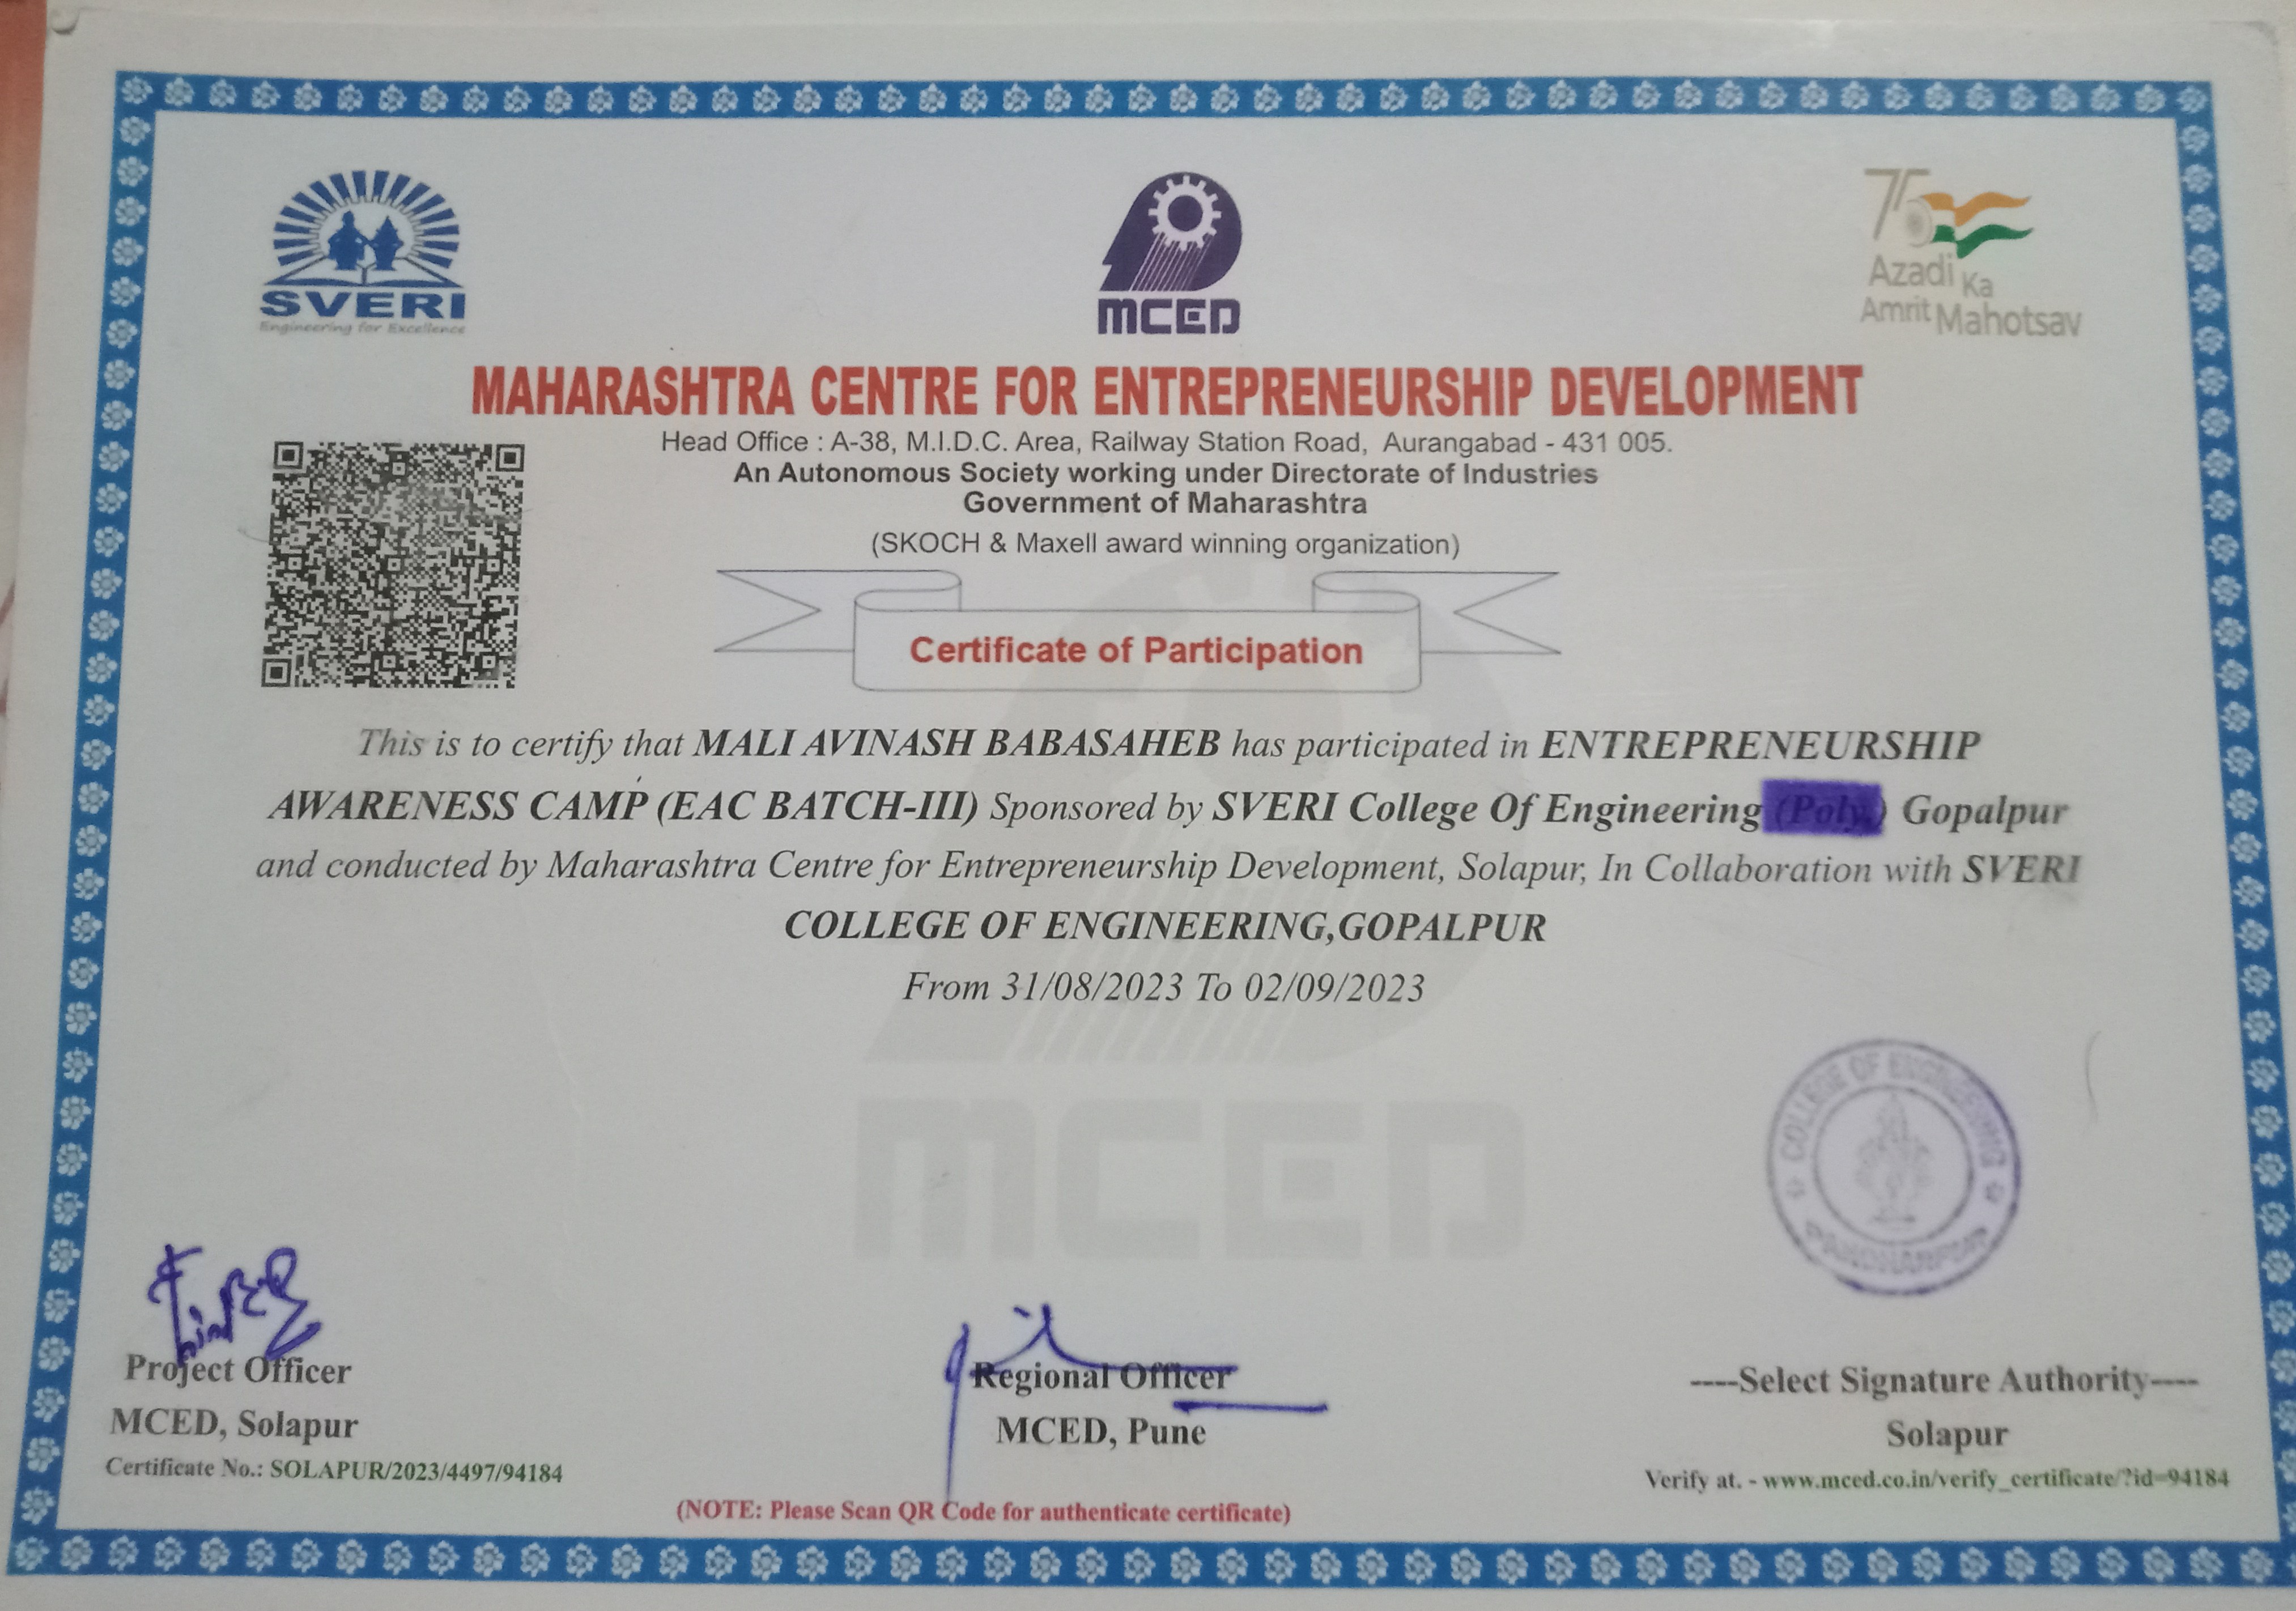 SVERI
Engineering for Excellence
MCED
75
Azadi Ka
Amrit Mahotsav
MAHARASHTRA CENTRE FOR ENTREPRENEURSHIP DEVELOPMENT
Head Office : A-38, M.I.D.C. Area, Railway Station Road, Aurangabad - 431 005.
An Autonomous Society working under Directorate of Industries
Government of Maharashtra
(SKOCH & Maxell award winning organization)
Certificate of Participation
This is to certify that MALI AVINASH BABASAHEB has participated in ENTREPRENEURSHIP
AWARENESS CAMP (EAC BATCH-III) Sponsored by SVERI College Of Engineering (Poly.) Gopalpur
and conducted by Maharashtra Centre for Entrepreneurship Development, Solapur, In Collaboration with SVERI
COLLEGE OF ENGINEERING,GOPALPUR
From 31/08/2023 To 02/09/2023
MCED
COLLEGE OF ENGINEERING
PANDHARPUR
Project Officer
MCED, Solapur
Certificate No.: SOLAPUR/2023/4497/94184
Regional Officer
MCED, Pune
----Select Signature Authority----
Solapur
Verify at. - www.mced.co.in/verify_certificate/?id=94184
(NOTE: Please Scan QR Code for authenticate certificate)